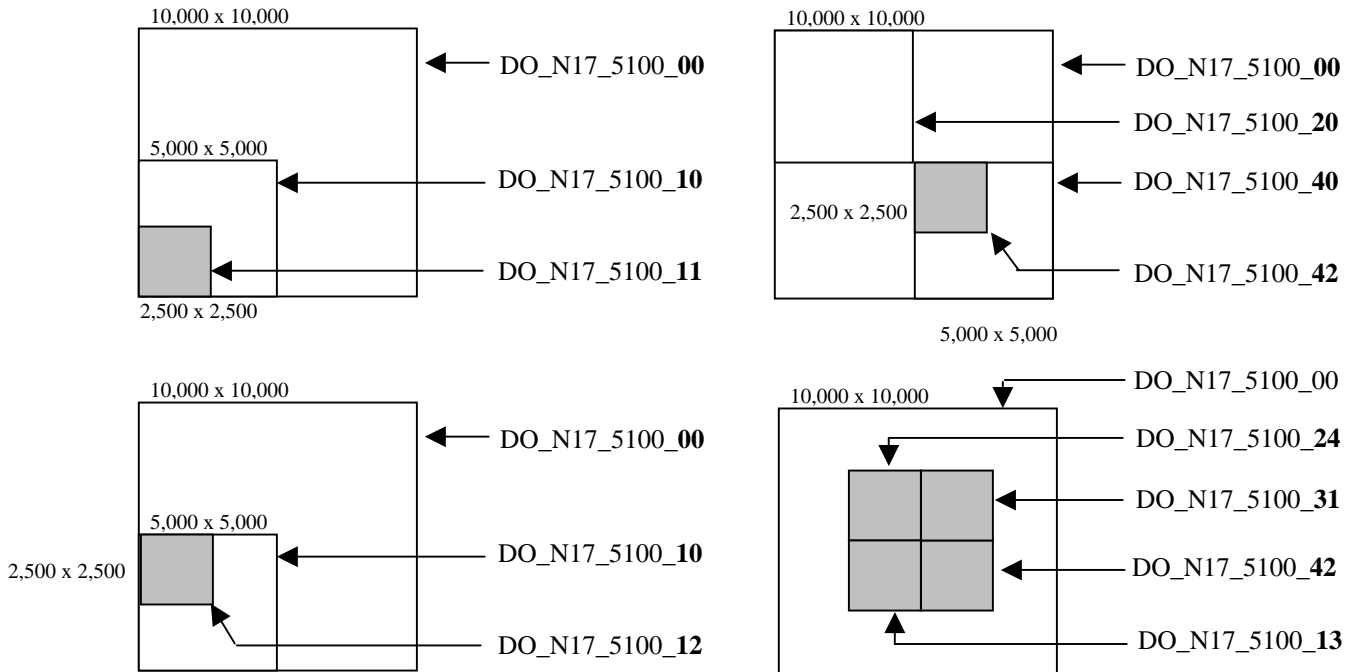 10,000 x 10,000
DO_N17_5100_00
5,000 x 5,000
DO_N17_5100_10
DO_N17_5100_11
2,500 x 2,500
10,000 x 10,000
DO_N17_5100_00
DO_N17_5100_20
DO_N17_5100_40
2,500 x 2,500
DO_N17_5100_42
5,000 x 5,000
10,000 x 10,000
DO_N17_5100_00
5,000 x 5,000
DO_N17_5100_10
2,500 x 2,500
DO_N17_5100_12
DO_N17_5100_00
10,000 x 10,000
DO_N17_5100_24
DO_N17_5100_31
DO_N17_5100_42
DO_N17_5100_13